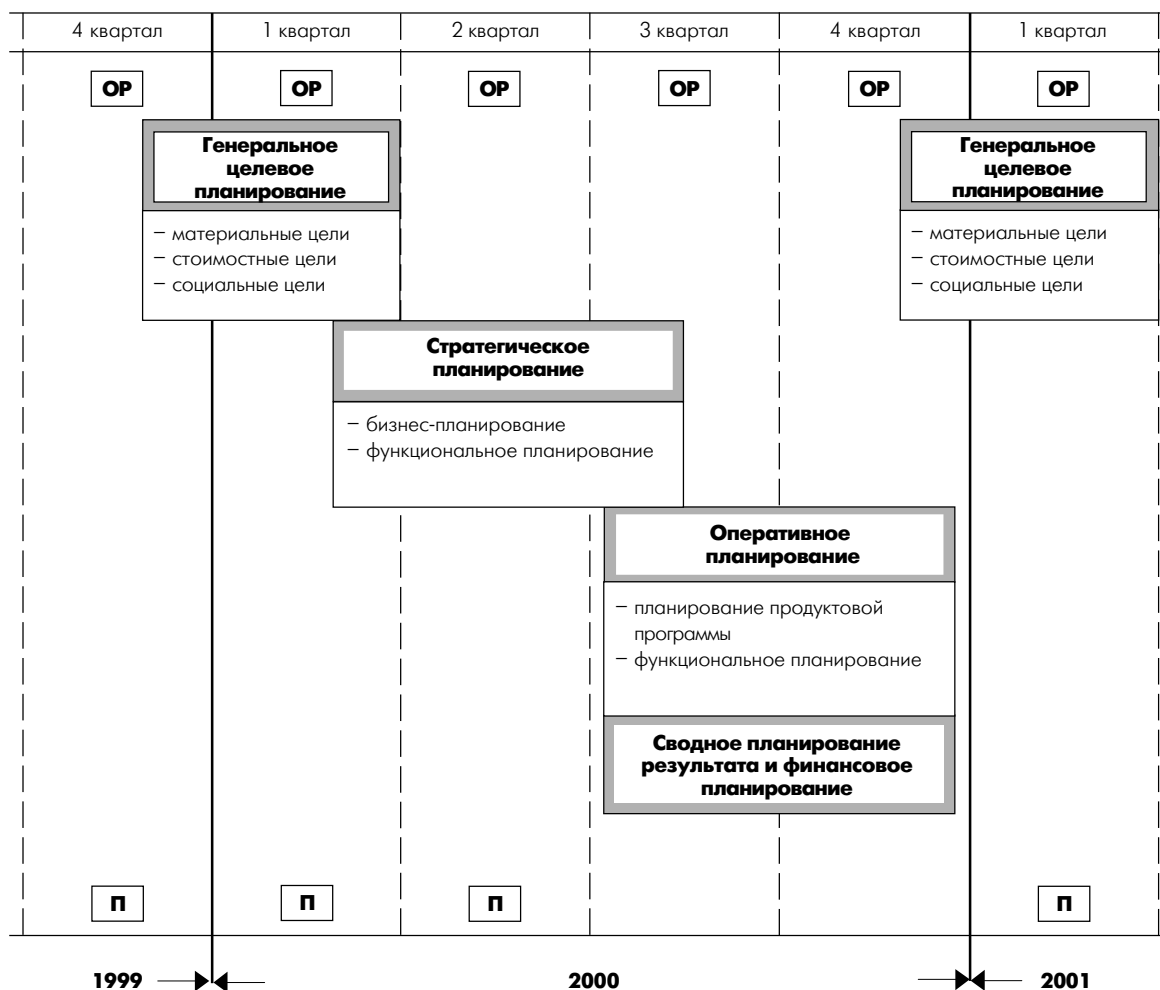 4 квартал 1 квартал 2 квартал 3 квартал 4 квартал 1 квартал
ОР ОР ОР ОР ОР ОР
Генеральное
целевое
планирование
– материальные цели
– стоимостные цели
– социальные цели
Генеральное
целевое
планирование
– материальные цели
– стоимостные цели
– социальные цели
Стратегическое
планирование
– бизнес-планирование
– функциональное планирование
Оперативное
планирование
– планирование продуктовой
программы
– функциональное планирование
Сводное планирование
результата и финансовое
планирование
П П П П
1999 2000 2001